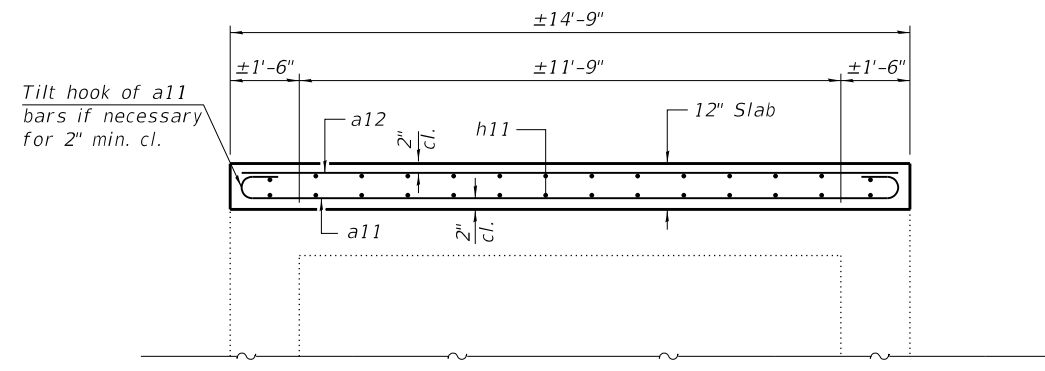 ±14'-9"
±1'-6"
±11'-9"
±1'-6"
Tilt hook of a11
bars if necessary
for 2" min. cl.
a12
2"
cl.
h11
12" Slab
a11
2"
cl.